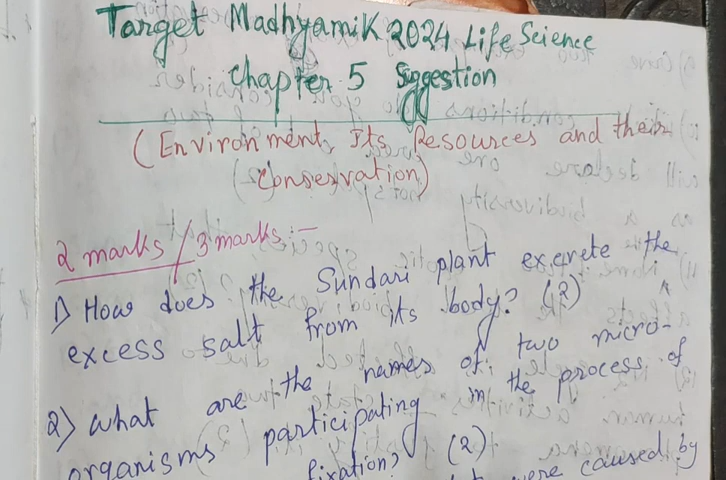 Target Madhyamik 2024 Life Science
Chapter 5 Suggestion
(Environment, Its Resources and their
Conservation)
2 marks / 3 marks :-
1) How does the Sundari plant excrete the
excess salt from its body? (2)
2) What are the names of two micro-
organisms participating in the process of
fixation? (2)
were caused by